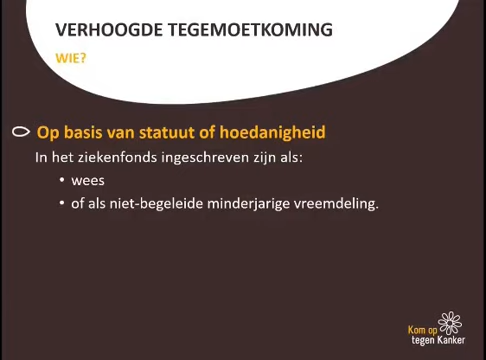 VERHOOGDE TEGEMOETKOMING
WIE?
Op basis van statuut of hoedanigheid
In het ziekenfonds ingeschreven zijn als:
• wees
• of als niet-begeleide minderjarige vreemdeling.
Kom op
tegen Kanker